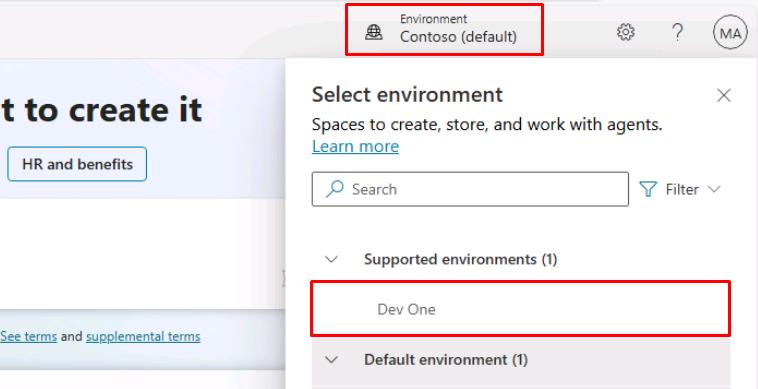 Environment
Contoso (default)
MA
t to create it
HR and benefits
See terms and supplemental terms
Select environment
Spaces to create, store, and work with agents.
Learn more
Search
Filter
Supported environments (1)
Dev One
Default environment (1)